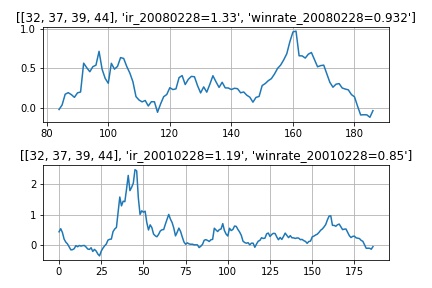 [[32, 37, 39, 44], 'ir_20080228=1.33', 'winrate_20080228=0.932']
1.0
0.5
0.0
80 100 120 140 160 180
[[32, 37, 39, 44], 'ir_20010228=1.19', 'winrate_20010228=0.85']
2
1
0
0 25 50 75 100 125 150 175